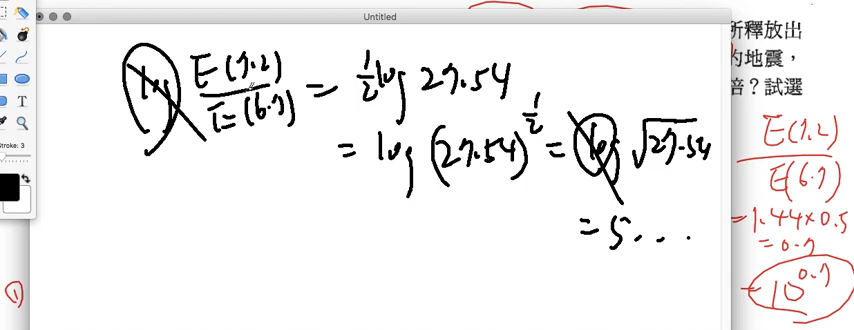 Untitled
Stroke: 3
T
log E(7.2) / E(6.7) = 1/2 log 27.54
= log (27.54)^1/2 = log √27.54
= 5...
所釋放出
的地震，
倍？試選
E(7.2)
E(6.7)
= 1.44×0.5
= 0.7
= 10^0.7
1